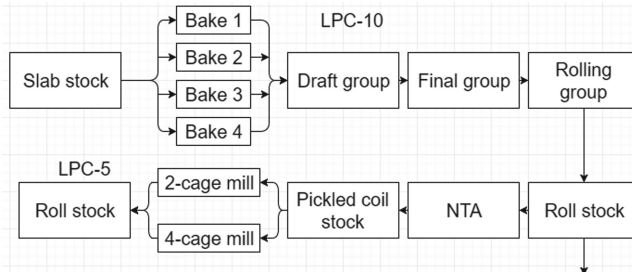 LPC-10
Bake 1
Bake 2
Bake 3
Bake 4
Slab stock
Draft group
Final group
Rolling
group
LPC-5
Roll stock
2-cage mill
4-cage mill
Pickled coil
stock
NTA
Roll stock